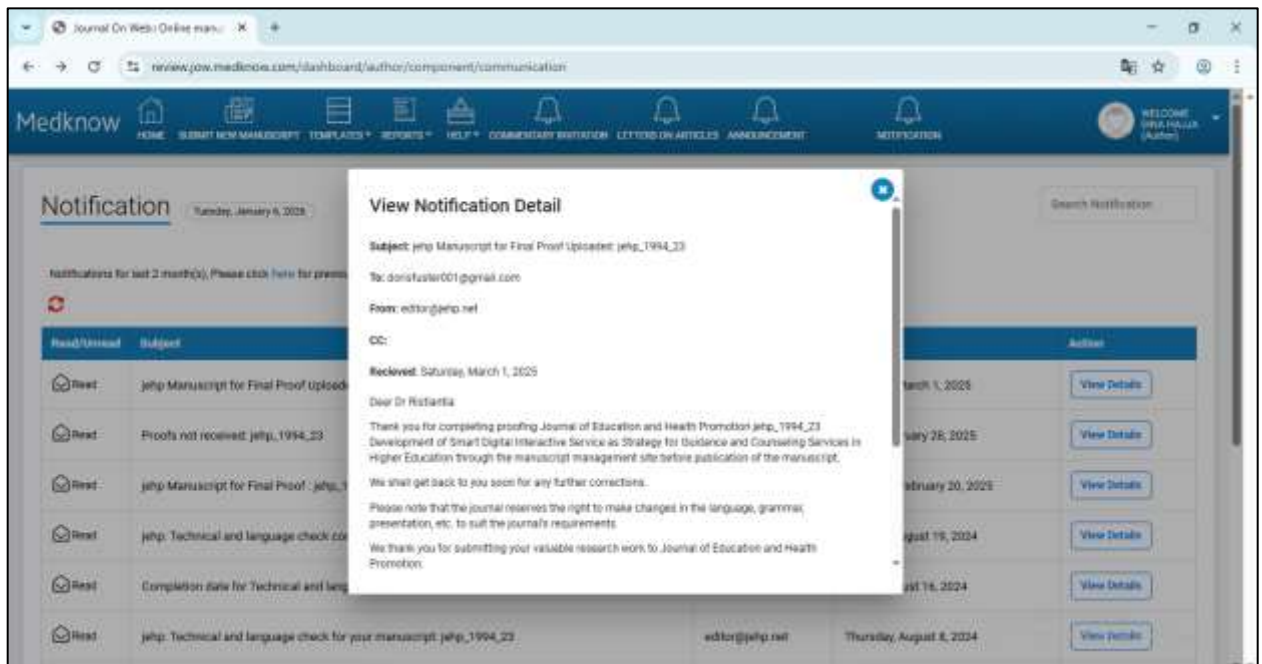 Journal On Web : Online manu
review.jow.medknow.com/dashboard/author/component/communication
Medknow
HOME
SUBMIT NEW MANUSCRIPT
TEMPLATES
REPORTS
HELP
COMMENTARY INVITATION
LETTERS ON ARTICLES
ANNOUNCEMENT
NOTIFICATION
WELCOME
(Author)
Notification
Tuesday, January 6, 2026
Search Notification
Notifications for last 2 month(s), Please click here for
View Notification Detail
Subject: jehp Manuscript for Final Proof Uploaded: jehp_1994_23
To: dorisfuster001@gmail.com
From: editor@jehp.net
CC:
Recieved: Saturday, March 1, 2025
Dear Dr Ristianti
Thank you for completing proofing Journal of Education and Health Promotion jehp_1994_23
Development of Smart Digital Interactive Service as Strategy for Guidance and Counseling Services in
Higher Education through the manuscript management site before publication of the manuscript.
We shall get back to you soon for any further corrections.
Please note that the journal reserves the right to make changes in the language, grammar,
presentation, etc. to suit the journal's requirements
We thank you for submitting your valuable research work to Journal of Education and Health
Promotion.
Read/Unread Subject Action
Read jehp Manuscript for Final Proof March 1, 2025 View Details
Read Proofs not received: jehp_1994_23 28, 2025 View Details
Read jehp Manuscript for Final Proof : 20, 2025 View Details
Read jehp: Technical and language check 19, 2024 View Details
Read Completion date for Technical and 16, 2024 View Details
Read jehp: Technical and language check for your manuscript: jehp_1994_23 editor@jehp.net Thursday, August 8, 2024 View Details